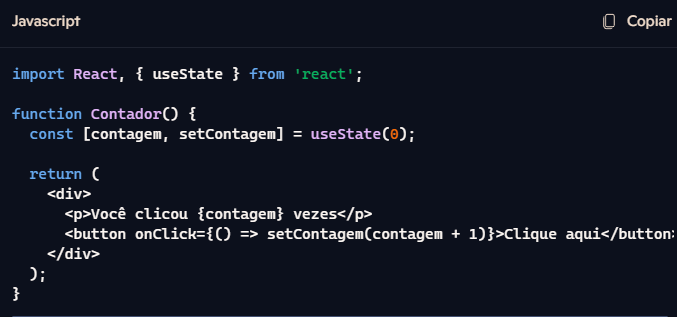 Javascript
Copiar
import React, { useState } from 'react';
function Contador() {
  const [contagem, setContagem] = useState(0);
  return (
    <div>
      <p>Você clicou {contagem} vezes</p>
      <button onClick={() => setContagem(contagem + 1)}>Clique aqui</button>
    </div>
  );
}